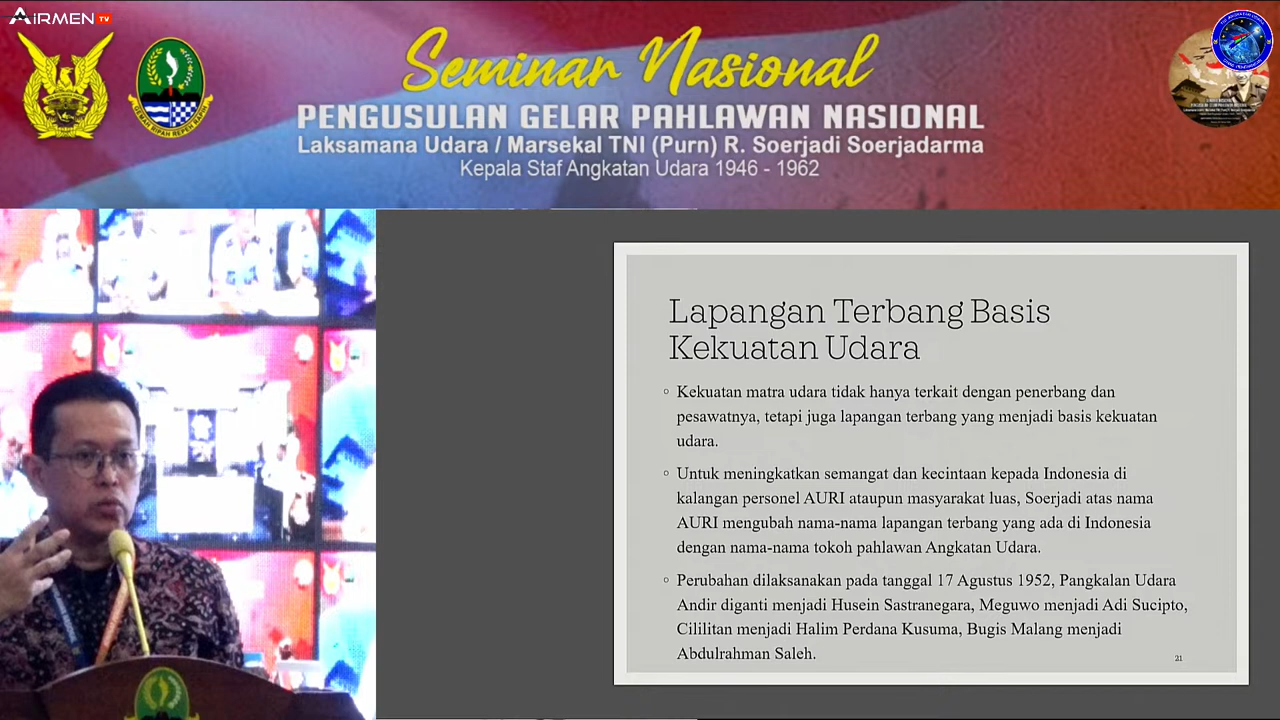 AiRMEN TV
Seminar Nasional
PENGUSULAN GELAR PAHLAWAN NASIONAL
Laksamana Udara / Marsekal TNI (Purn) R. Soerjadi Soerjadarma
Kepala Staf Angkatan Udara 1946 - 1962
Lapangan Terbang Basis
Kekuatan Udara
◦ Kekuatan matra udara tidak hanya terkait dengan penerbang dan
pesawatnya, tetapi juga lapangan terbang yang menjadi basis kekuatan
udara.
◦ Untuk meningkatkan semangat dan kecintaan kepada Indonesia di
kalangan personel AURI ataupun masyarakat luas, Soerjadi atas nama
AURI mengubah nama-nama lapangan terbang yang ada di Indonesia
dengan nama-nama tokoh pahlawan Angkatan Udara.
◦ Perubahan dilaksanakan pada tanggal 17 Agustus 1952, Pangkalan Udara
Andir diganti menjadi Husein Sastranegara, Meguwo menjadi Adi Sucipto,
Cililitan menjadi Halim Perdana Kusuma, Bugis Malang menjadi
Abdulrahman Saleh.
21